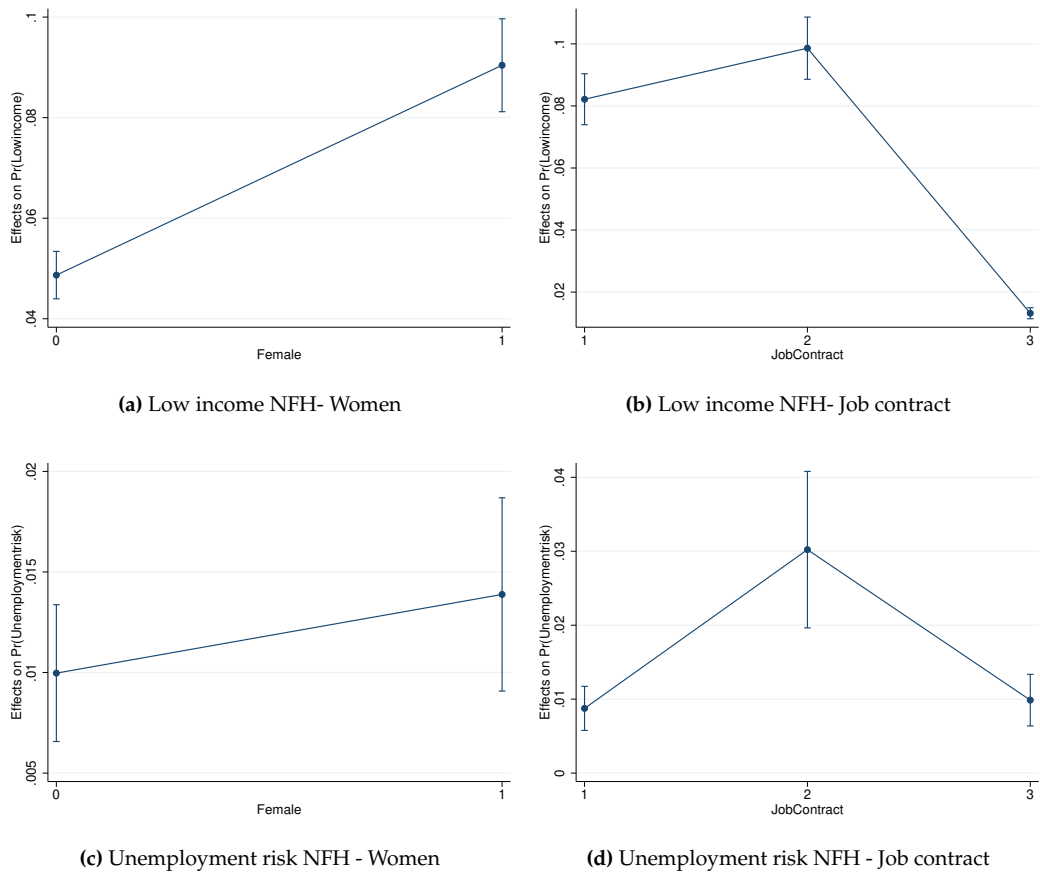 .1
.08
.06
.04
Effects on Pr(Lowincome)
0
1
Female
(a) Low income NFH- Women
.1
.08
.06
.04
.02
Effects on Pr(Lowincome)
1
2
3
JobContract
(b) Low income NFH- Job contract
.02
.015
.01
.005
Effects on Pr(Unemploymentrisk)
0
1
Female
(c) Unemployment risk NFH - Women
.04
.03
.02
.01
0
Effects on Pr(Unemploymentrisk)
1
2
3
JobContract
(d) Unemployment risk NFH - Job contract